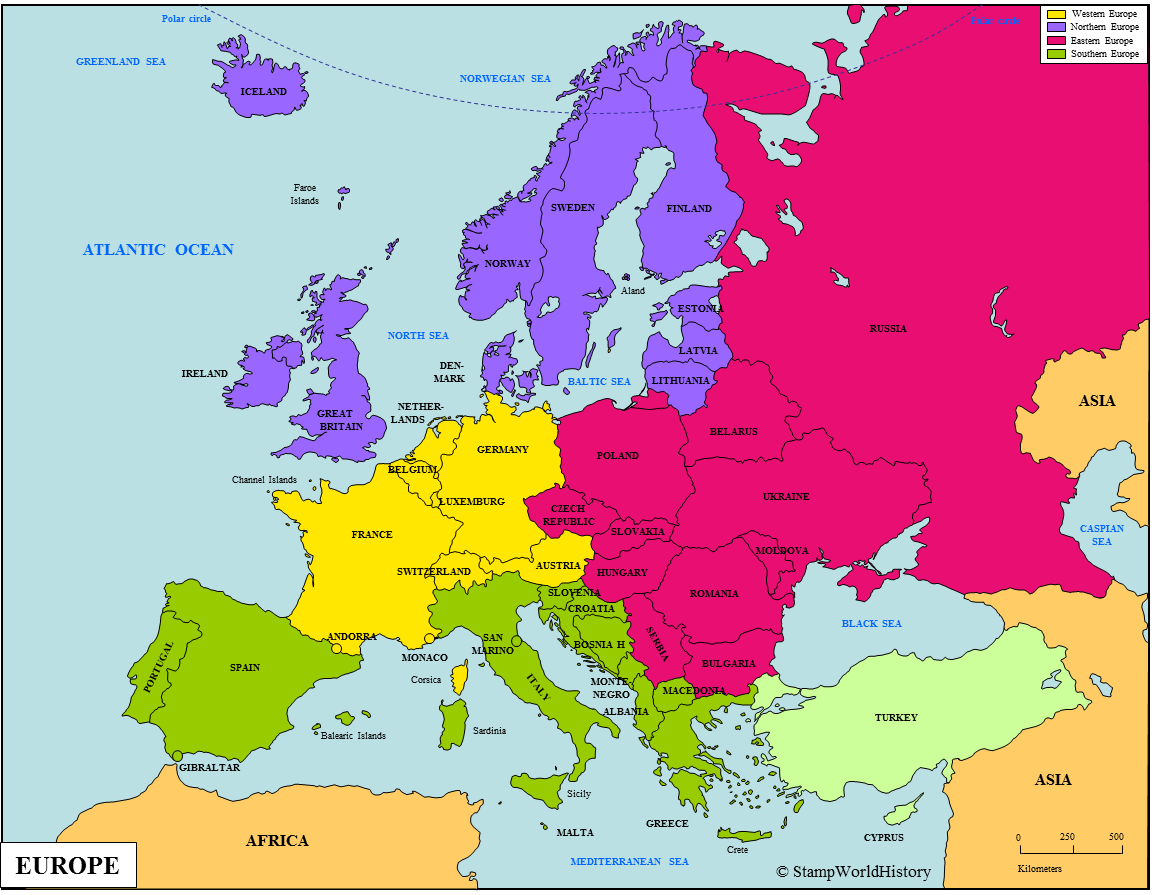 Polar circle
Polar circle
Western Europe
Northern Europe
Eastern Europe
Southern Europe
GREENLAND SEA
NORWEGIAN SEA
ICELAND
Faroe
Islands
SWEDEN
FINLAND
ATLANTIC OCEAN
NORWAY
Aland
ESTONIA
RUSSIA
NORTH SEA
LATVIA
IRELAND
DEN-
MARK
BALTIC SEA
LITHUANIA
ASIA
NETHER-
LANDS
GREAT
BRITAIN
BELARUS
GERMANY
POLAND
BELGIUM
Channel Islands
LUXEMBURG
UKRAINE
CZECH
REPUBLIC
CASPIAN
SEA
FRANCE
SLOVAKIA
MOLDOVA
SWITZERLAND
AUSTRIA
HUNGARY
SLOVENIA
ROMANIA
CROATIA
BLACK SEA
ANDORRA
SAN
MARINO
BOSNIA H
SERBIA
MONACO
PORTUGAL
SPAIN
BULGARIA
Corsica
ITALY
MONTE-
NEGRO
MACEDONIA
ALBANIA
TURKEY
Balearic Islands
Sardinia
GIBRALTAR
ASIA
Sicily
GREECE
MALTA
CYPRUS
0 250 500
AFRICA
Crete
MEDITERRANEAN SEA
Kilometers
EUROPE
© StampWorldHistory